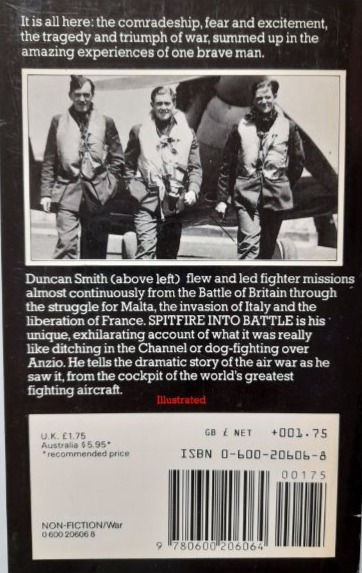 It is all here: the comradeship, fear and excitement,
the tragedy and triumph of war, summed up in the
amazing experiences of one brave man.
Duncan Smith (above left) flew and led fighter missions
almost continuously from the Battle of Britain through
the struggle for Malta, the invasion of Italy and the
liberation of France. SPITFIRE INTO BATTLE is his
unique, exhilarating account of what it was really
like ditching in the Channel or dog-fighting over
Anzio. He tells the dramatic story of the air war as he
saw it, from the cockpit of the world's greatest
fighting aircraft.
Illustrated
U.K. £1.75
Australia $5.95*
*recommended price
GB £ NET +001.75
ISBN 0-600-20606-8
00175
NON-FICTION/War
0 600 20606 8
9 780600 206064